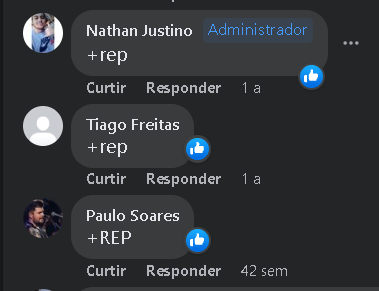 Nathan Justino Administrador
+rep
Curtir Responder 1 a
Tiago Freitas
+rep
Curtir Responder 1 a
Paulo Soares
+REP
Curtir Responder 42 sem